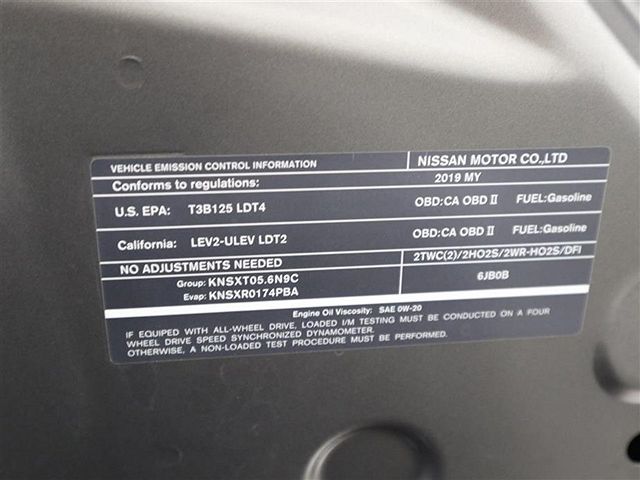 VEHICLE EMISSION CONTROL INFORMATION NISSAN MOTOR CO.,LTD
Conforms to regulations: 2019 MY
U.S. EPA: T3B125 LDT4 OBD:CA OBD II FUEL:Gasoline
California: LEV2-ULEV LDT2 OBD:CA OBD II FUEL:Gasoline
NO ADJUSTMENTS NEEDED 2TWC(2)/2HO2S/2WR-HO2S/DFI
Group: KNSXT05.6N9C 6JB0B
Evap: KNSXR0174PBA
Engine Oil Viscosity: SAE 0W-20
IF EQUIPED WITH ALL-WHEEL DRIVE, LOADED I/M TESTING MUST BE CONDUCTED ON A FOUR
WHEEL DRIVE SPEED SYNCHRONIZED DYNAMOMETER.
OTHERWISE, A NON-LOADED TEST PROCEDURE MUST BE PERFORMED.